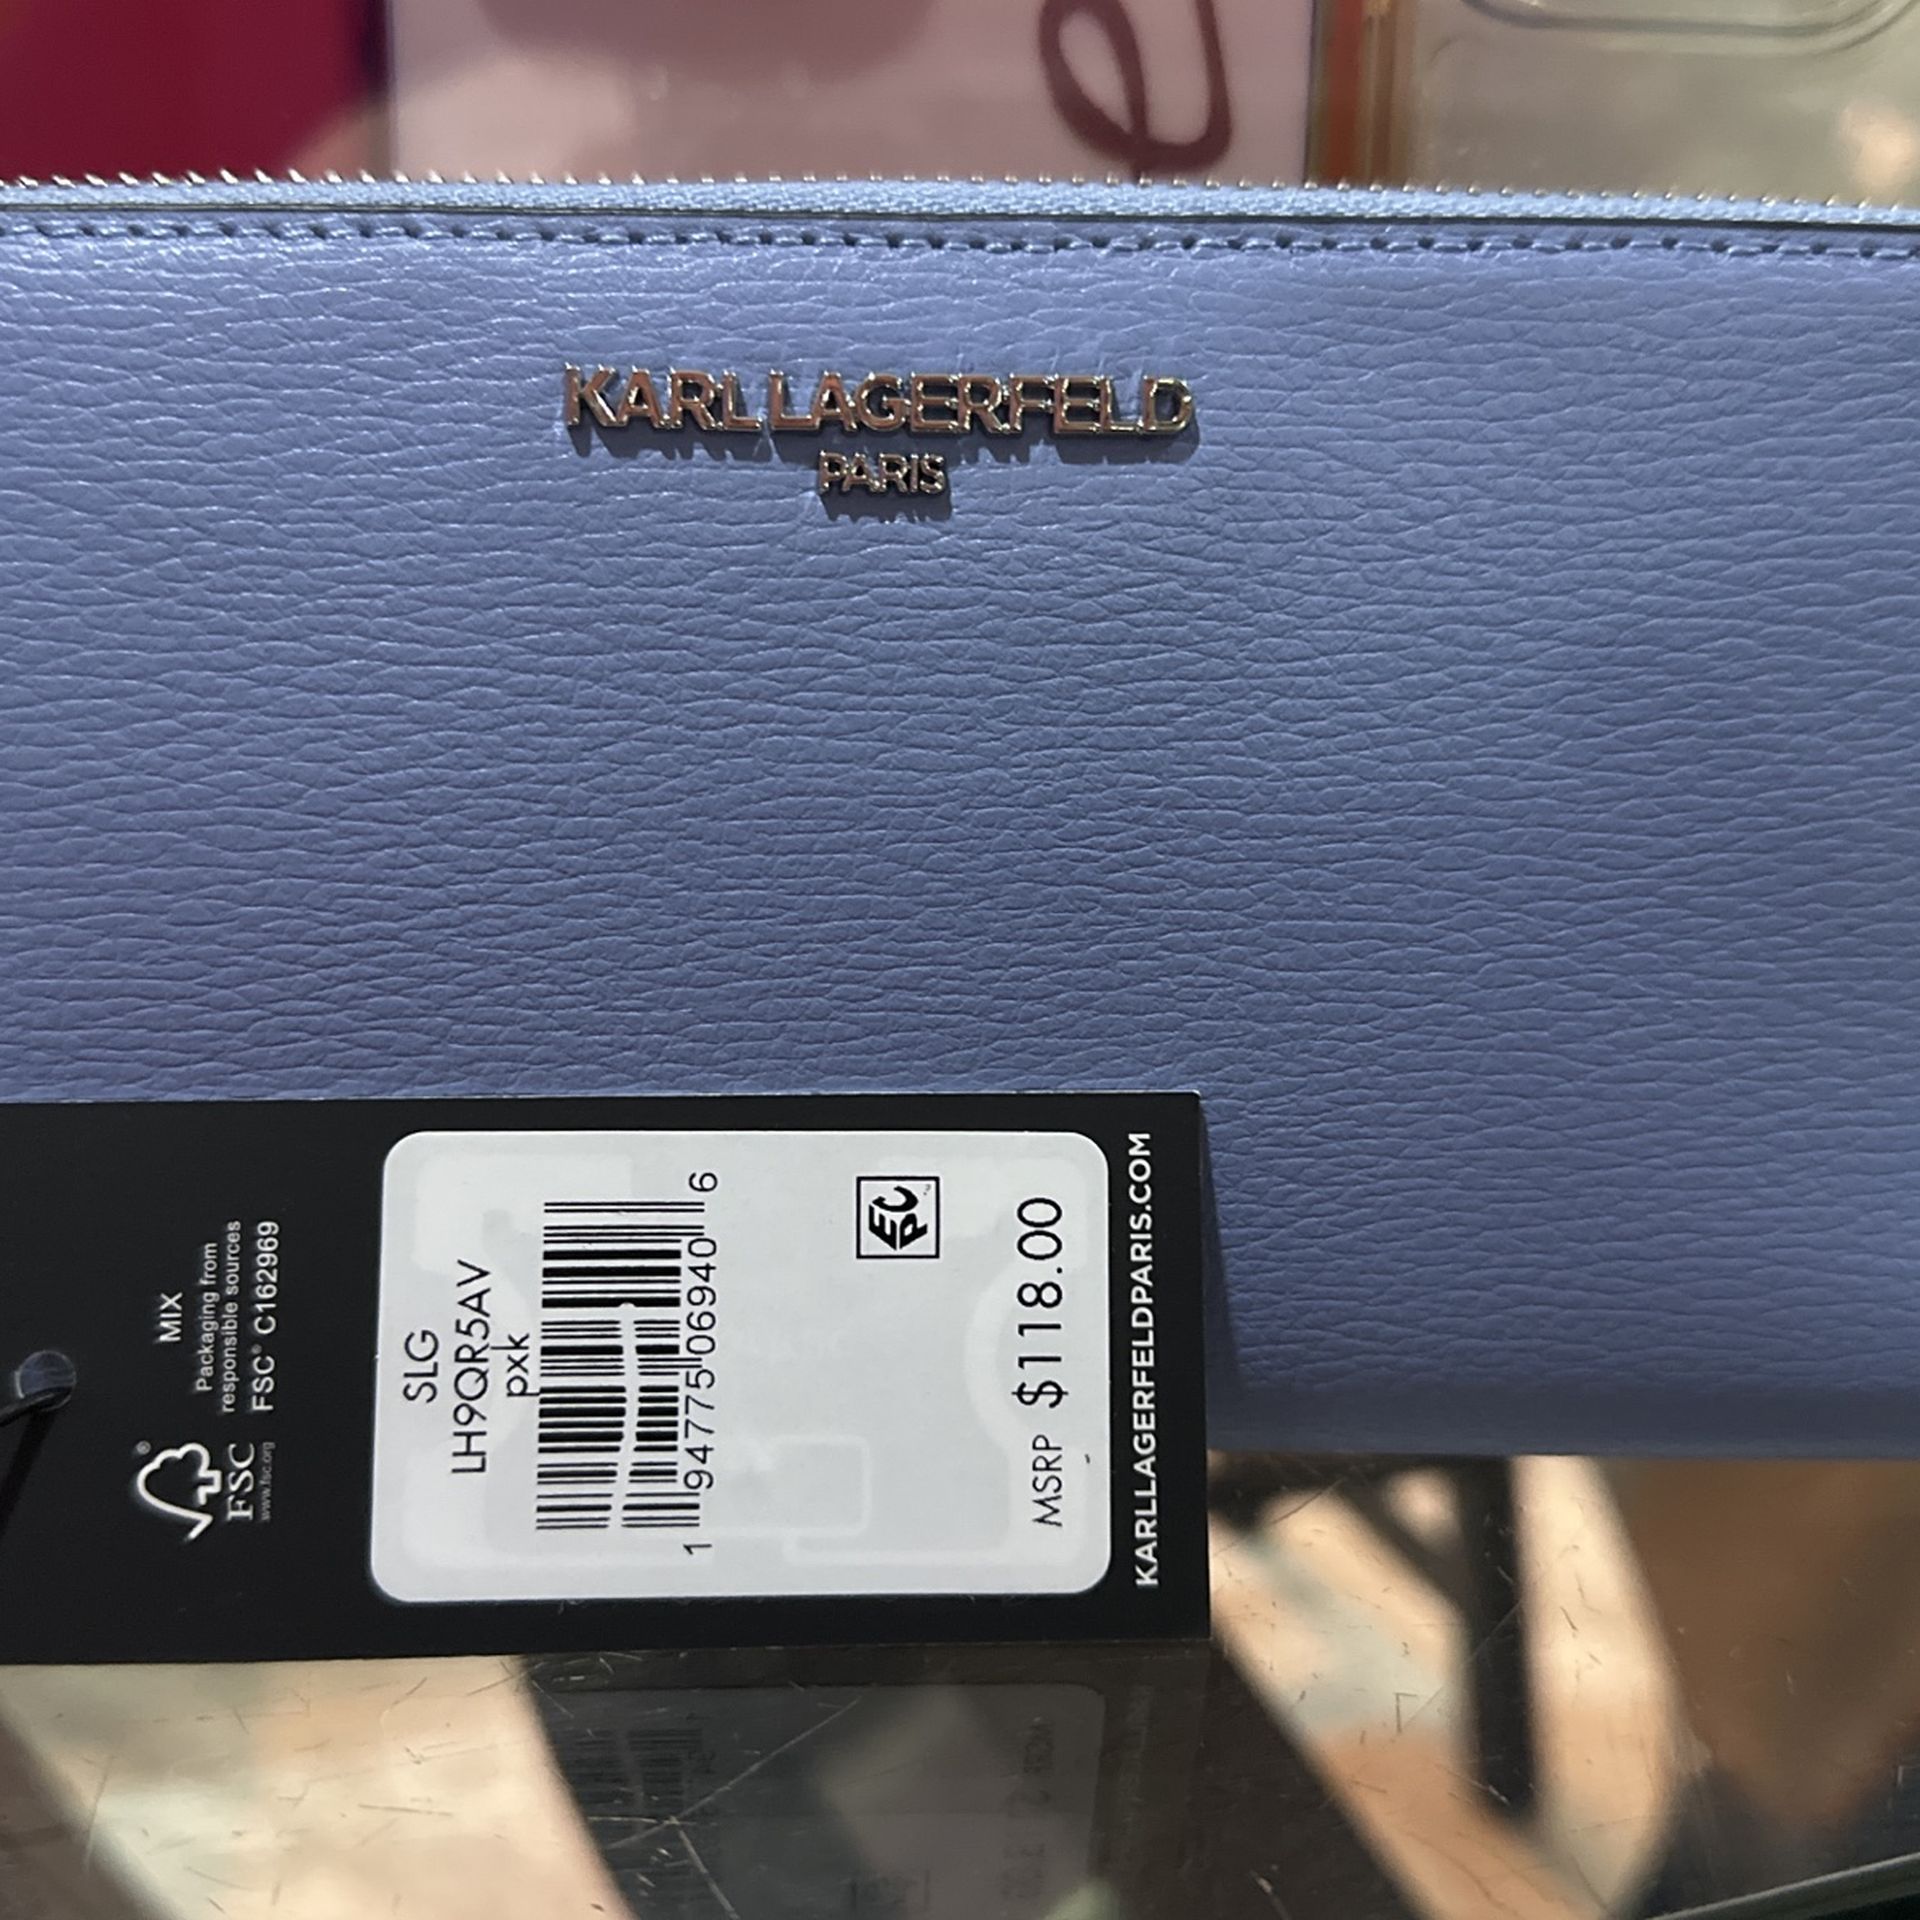 KARL LAGERFELD
PARIS
MIX
Packaging from
responsible sources
FSC® C162969
FSC®
www.fsc.org
SLG
LH9QR5AV
pxk
1 94775 06940 6
EPC
MSRP $118.00
KARLLAGERFELDPARIS.COM
e